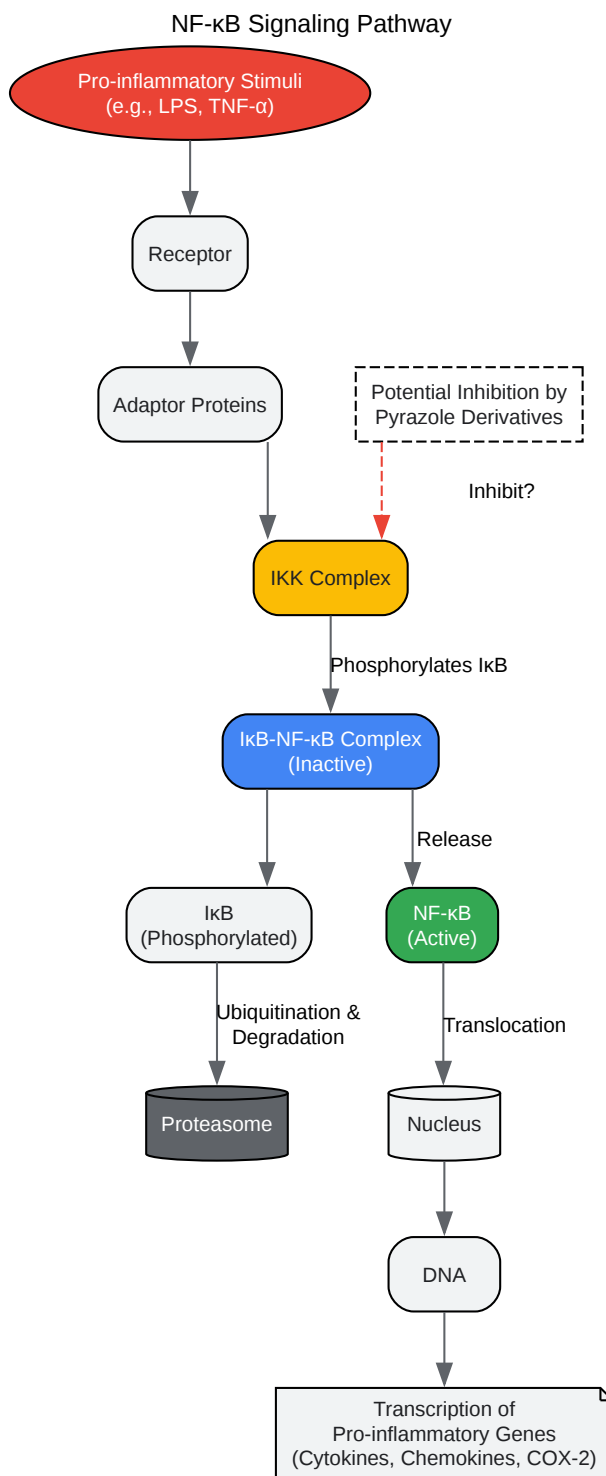 NF-κB Signaling Pathway
Pro-inflammatory Stimuli
(e.g., LPS, TNF-α)
Receptor
Adaptor Proteins
Potential Inhibition by
Pyrazole Derivatives
Inhibit?
IKK Complex
Phosphorylates IκB
IκB-NF-κB Complex
(Inactive)
Release
IκB
(Phosphorylated)
NF-κB
(Active)
Ubiquitination &
Degradation
Translocation
Proteasome
Nucleus
DNA
Transcription of
Pro-inflammatory Genes
(Cytokines, Chemokines, COX-2)